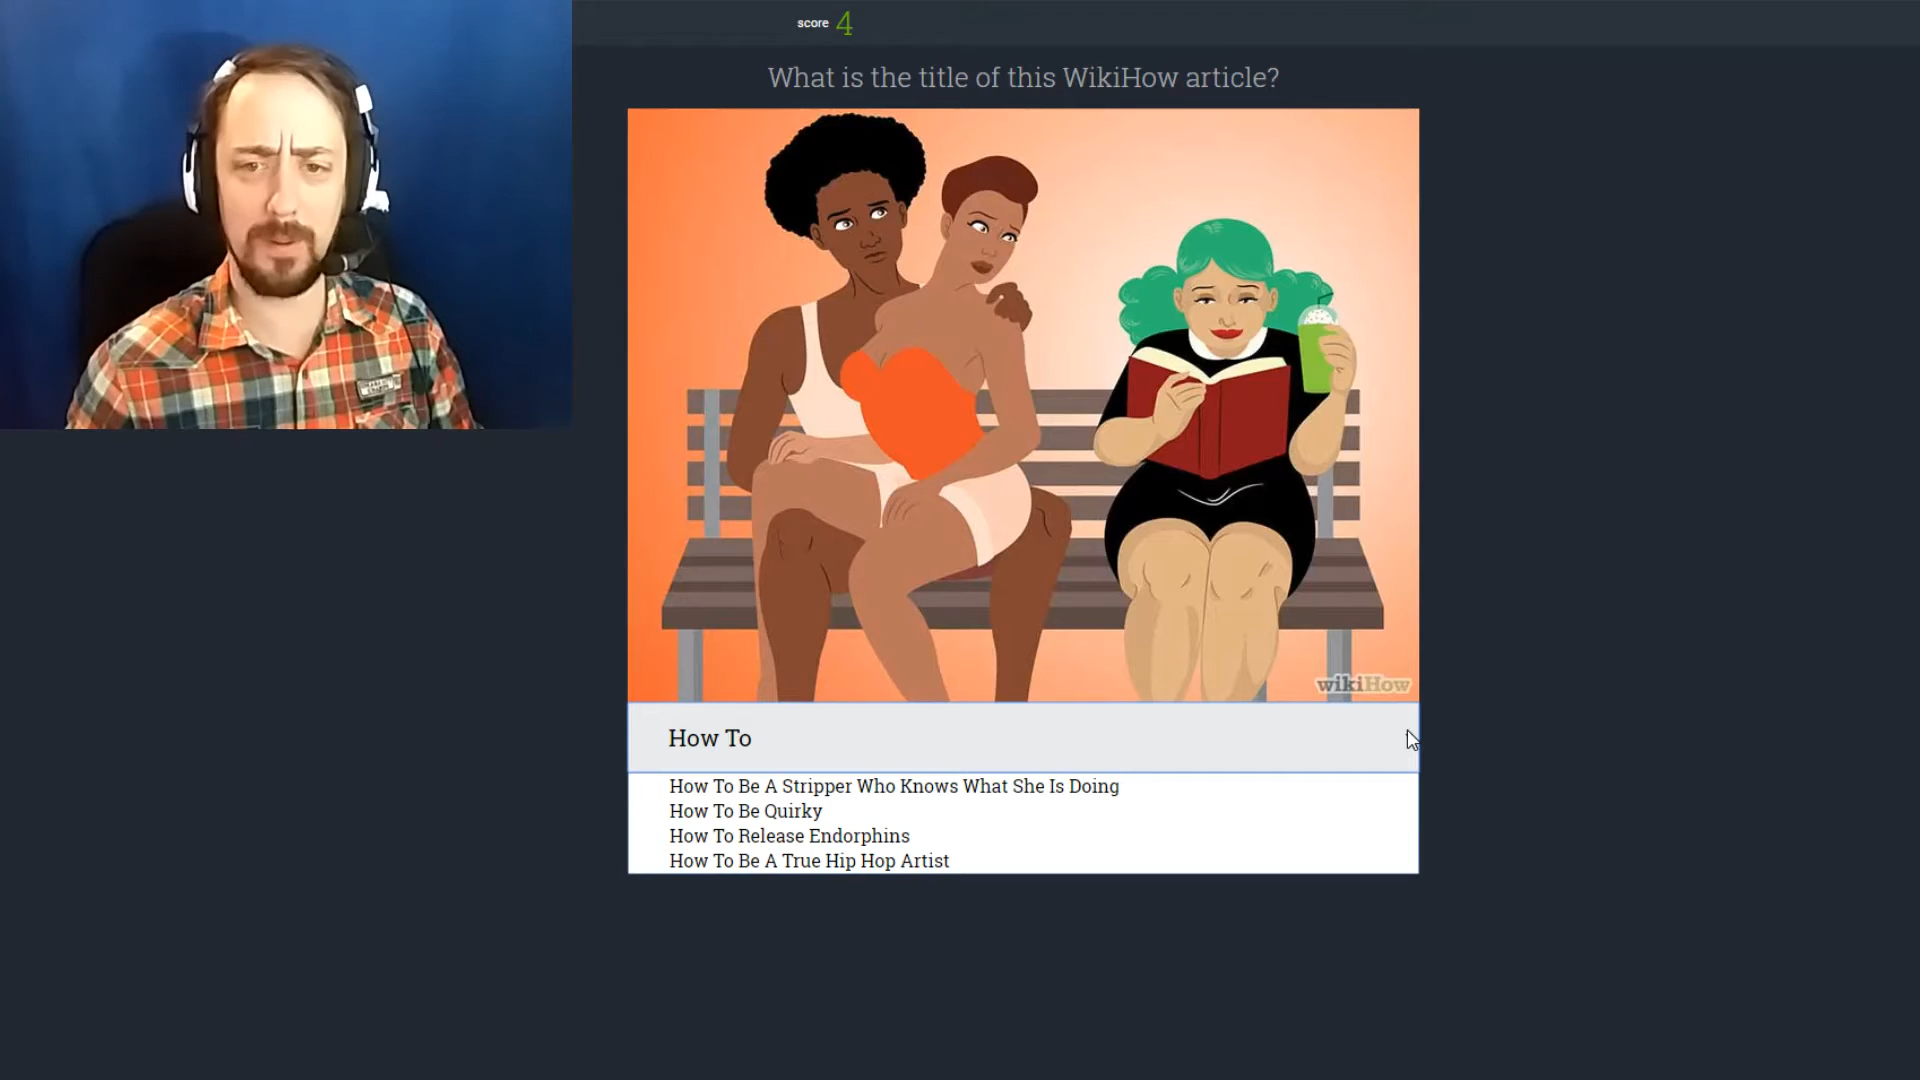 score 4
What is the title of this WikiHow article?
wikiHow
How To
How To Be A Stripper Who Knows What She Is Doing
How To Be Quirky
How To Release Endorphins
How To Be A True Hip Hop Artist